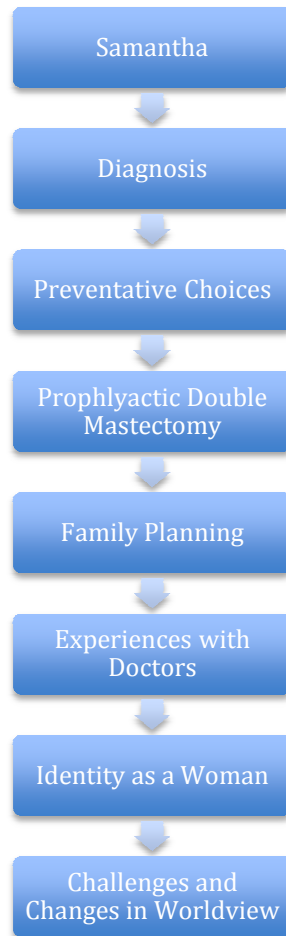 Samantha
Diagnosis
Preventative Choices
Prophlyactic Double
Mastectomy
Family Planning
Experiences with
Doctors
Identity as a Woman
Challenges and
Changes in Worldview